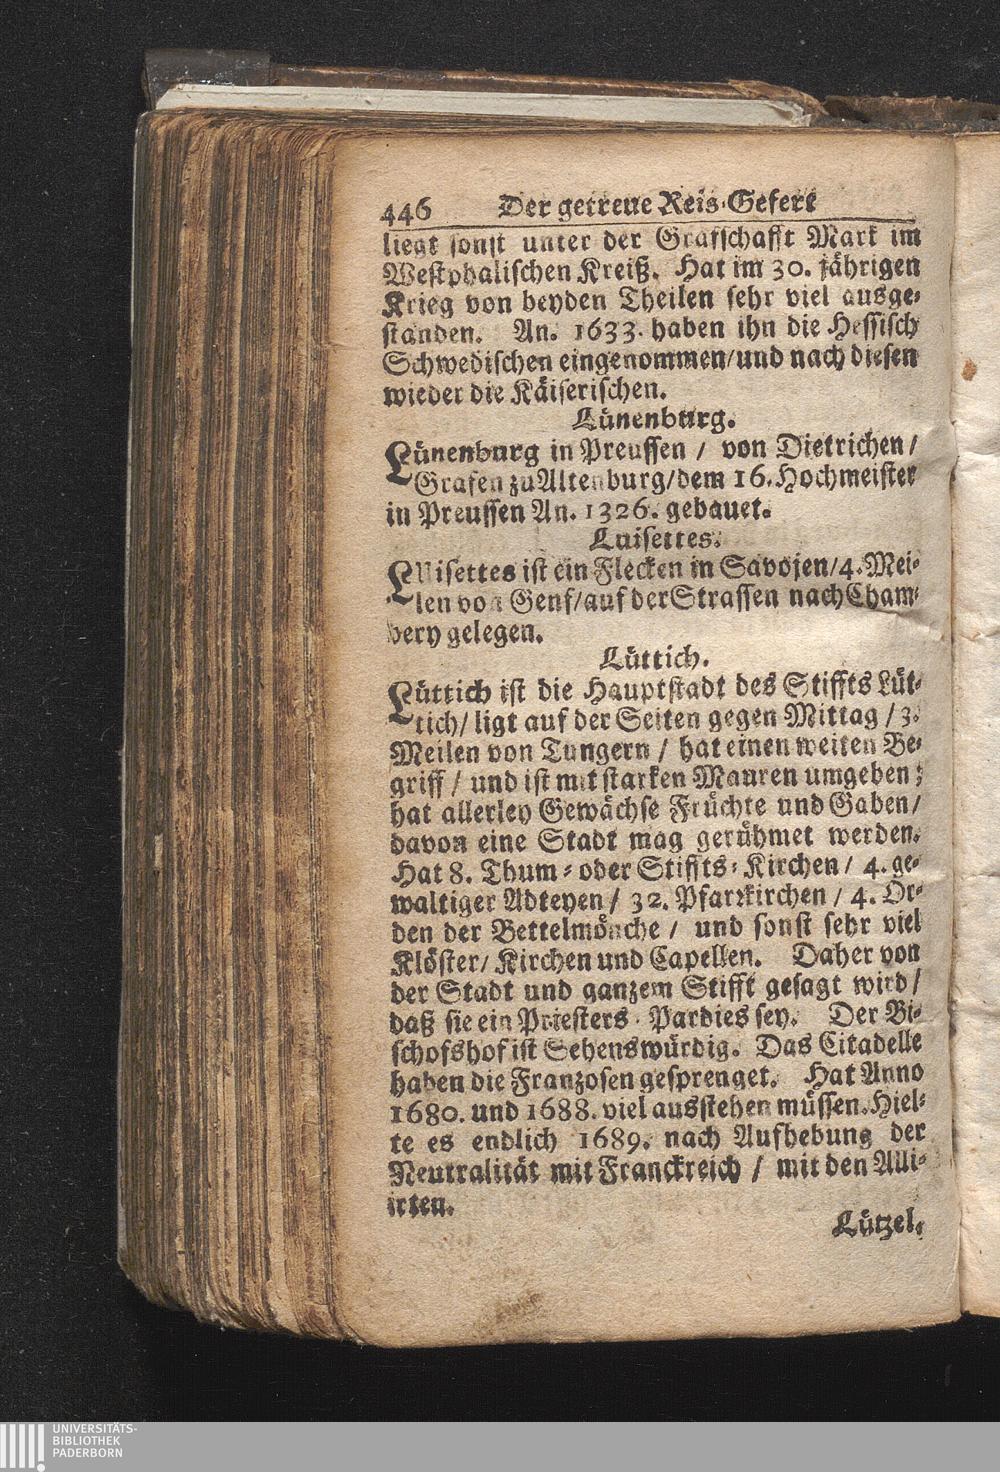 446 Der getreue Reis-Gefert
liegt sonst unter der Grafschafft Mark im
Westphalischen Kreiß. Hat im 30. jährigen
Krieg von beyden Theilen sehr viel ausge-
standen. An. 1633. haben ihn die Hessisch
Schwedischen eingenommen/und nach diesen
wieder die Käiserischen.
Lünenburg.
Lünenburg in Preussen / von Dietrichen/
Grafen zu Altenburg/dem 16. Hochmeister
in Preussen An. 1326. gebauet.
Luisettes.
LUisettes ist ein Flecken in Savojen/4. Mei-
len von Genf/auf der Strassen nach Cham-
bery gelegen.
Lüttich.
Lüttich ist die Hauptstadt des Stiffts Lüt-
tich/ ligt auf der Seiten gegen Mittag / 3.
Meilen von Tungern / hat einen weiten Be-
griff / und ist mit starken Mauren umgeben;
hat allerley Gewächse Früchte und Gaben/
davon eine Stadt mag gerühmet werden.
Hat 8. Thum- oder Stiffts-Kirchen / 4. ge-
waltiger Abteyen / 32. Pfarrkirchen / 4. Or-
den der Bettelmönche / und sonst sehr viel
Klöster/ Kirchen und Capellen. Daher von
der Stadt und ganzem Stifft gesagt wird/
daß sie ein Priesters-Pardies sey. Der Bi-
schofshof ist Sehenswürdig. Das Citadelle
haben die Franzosen gesprenget. Hat Anno
1680. und 1688. viel ausstehen müssen. Hiel-
te es endlich 1689. nach Aufhebung der
Neutralität mit Franckreich / mit den Alli-
irten.
Lützel-
UNIVERSITÄTS-
BIBLIOTHEK
PADERBORN